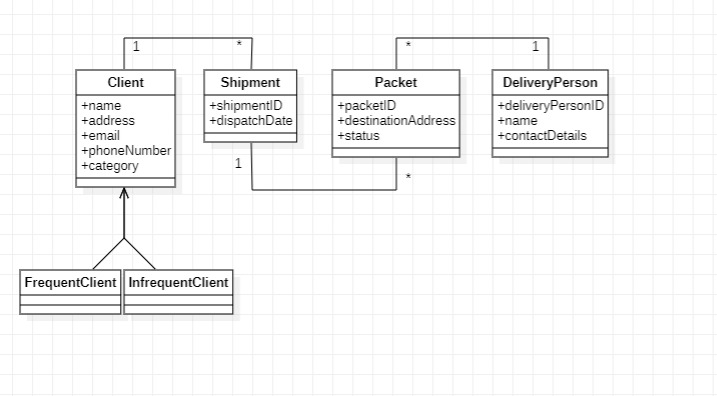 1 *
* 1
Client
+name
+address
+email
+phoneNumber
+category
Shipment
+shipmentID
+dispatchDate
Packet
+packetID
+destinationAddress
+status
DeliveryPerson
+deliveryPersonID
+name
+contactDetails
1
*
FrequentClient
InfrequentClient